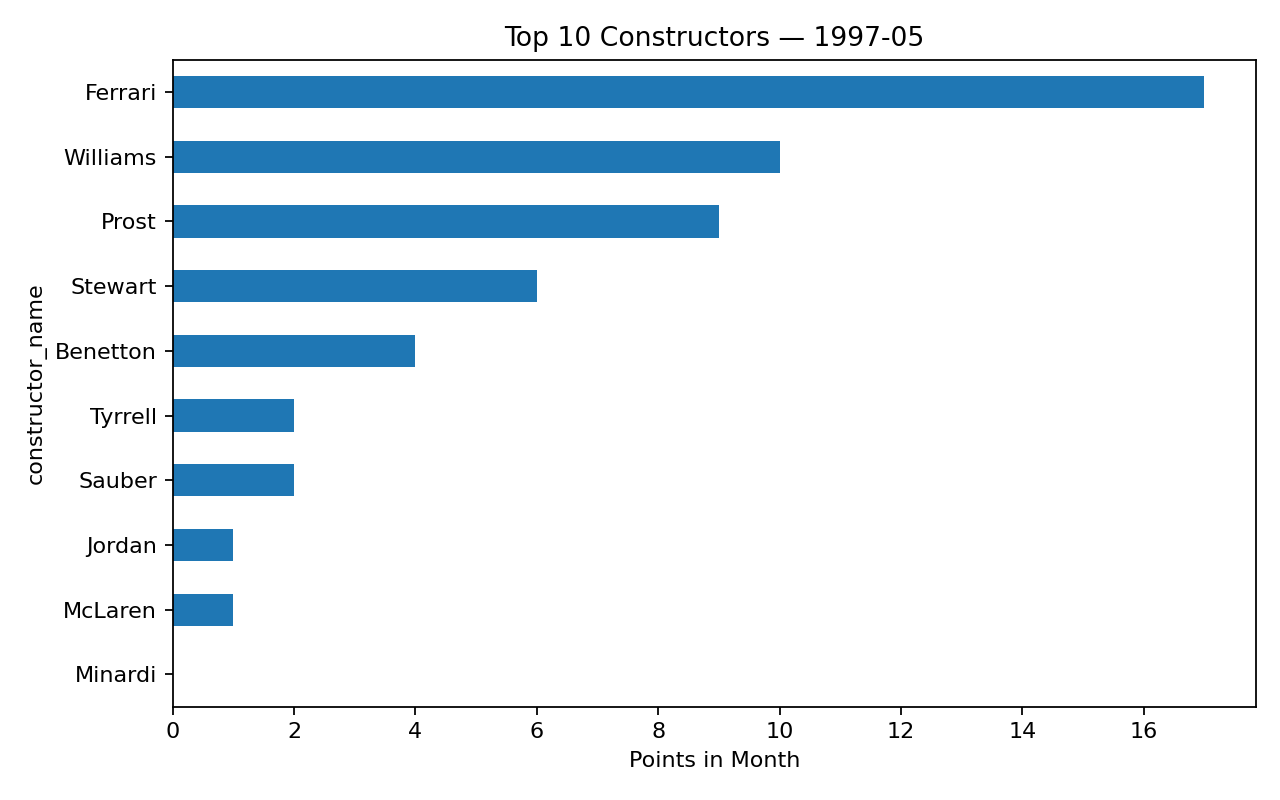 Top 10 Constructors — 1997-05
constructor_name
Ferrari
Williams
Prost
Stewart
Benetton
Tyrrell
Sauber
Jordan
McLaren
Minardi
0 2 4 6 8 10 12 14 16
Points in Month